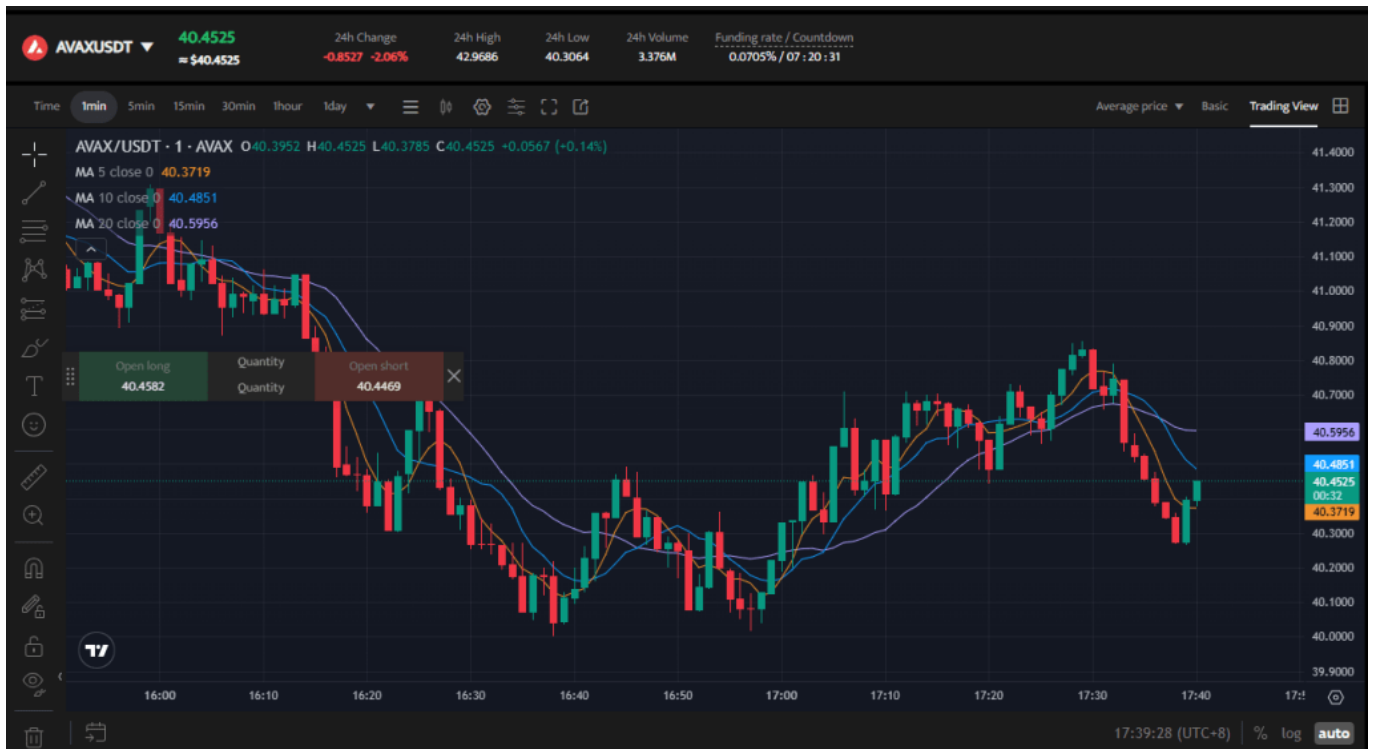 AVAXUSDT ▼
40.4525
≈ $40.4525
24h Change
-0.8527 -2.06%
24h High
42.9686
24h Low
40.3064
24h Volume
3.376M
Funding rate / Countdown
0.0705% / 07 : 20 : 31
Time 1min 5min 15min 30min 1hour 1day ▼
Average price ▼ Basic Trading View
AVAX/USDT · 1 · AVAX O40.3952 H40.4525 L40.3785 C40.4525 +0.0567 (+0.14%)
MA 5 close 0 40.3719
MA 10 close 0 40.4851
MA 20 close 0 40.5956
Open long
40.4582
Quantity
Quantity
Open short
40.4469
41.4000
41.3000
41.2000
41.1000
41.0000
40.9000
40.8000
40.7000
40.5956
40.4851
40.4525
00:32
40.3719
40.3000
40.2000
40.1000
40.0000
39.9000
16:00 16:10 16:20 16:30 16:40 16:50 17:00 17:10 17:20 17:30 17:40
17:39:28 (UTC+8) % log auto